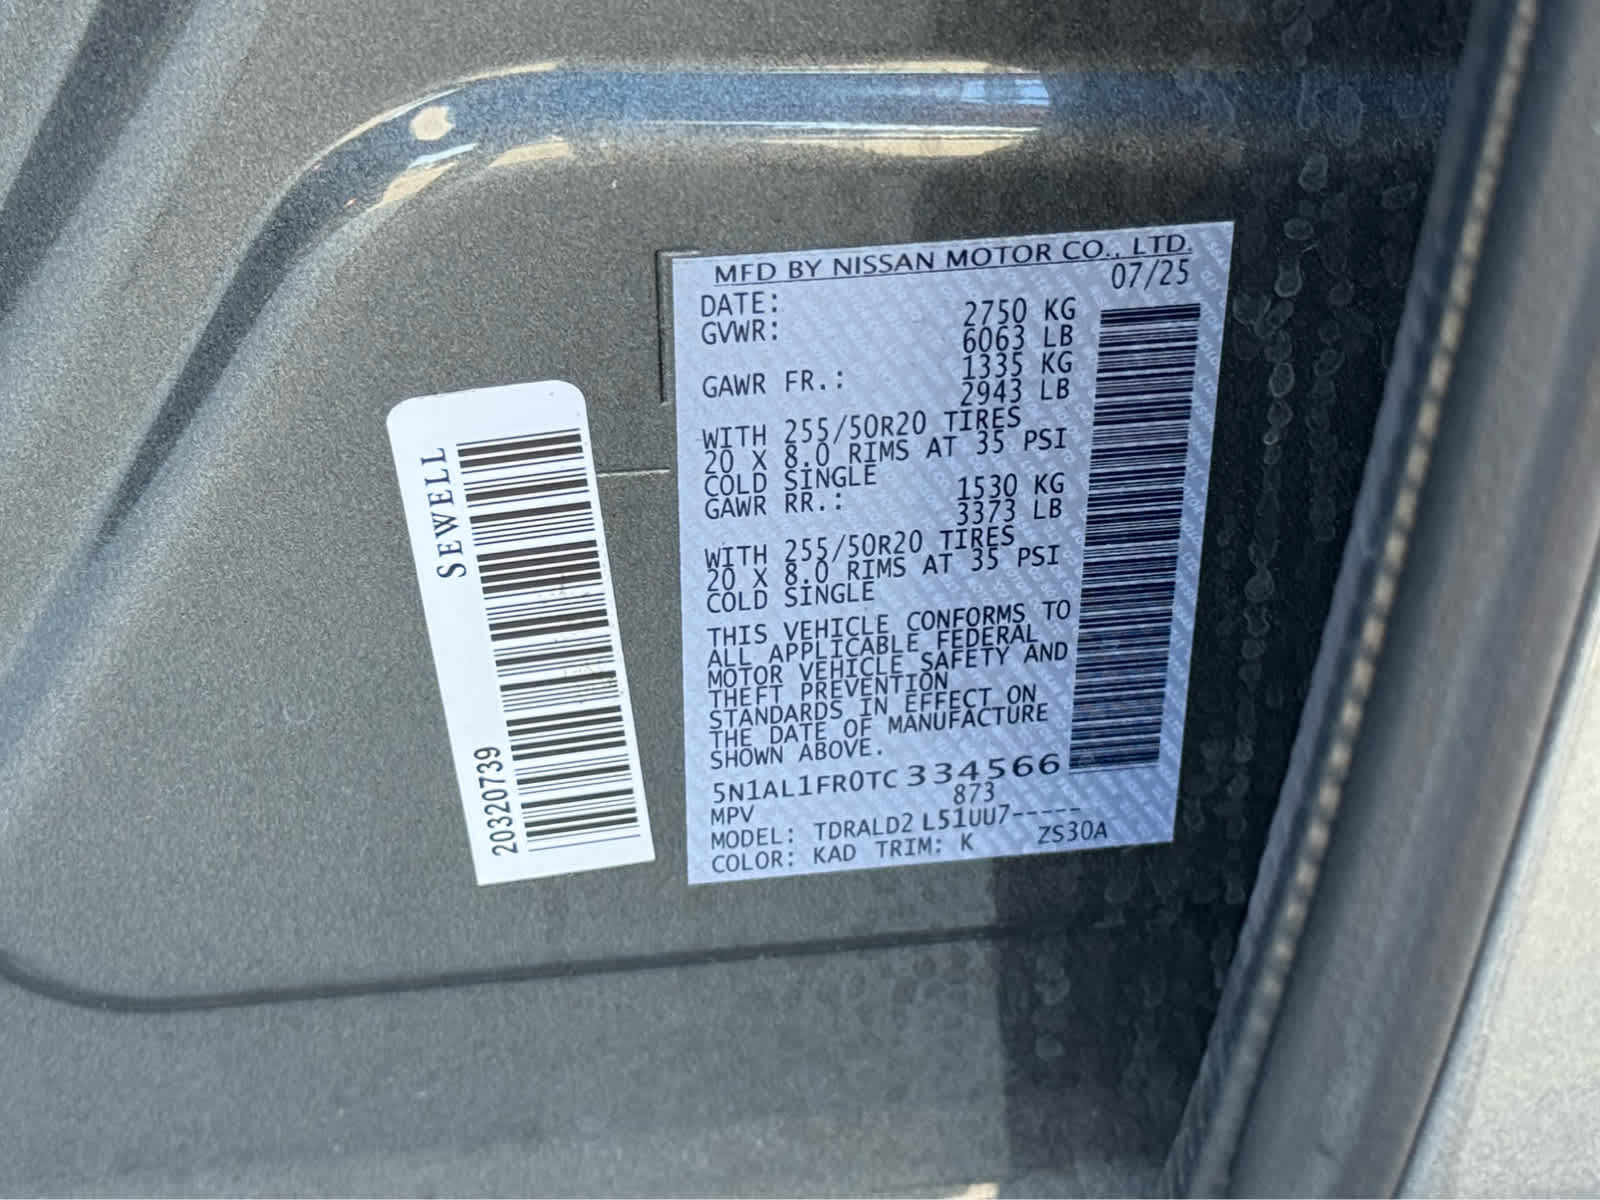 SEWELL
20320739
MFD BY NISSAN MOTOR CO., LTD.
DATE: 07/25
GVWR: 2750 KG
6063 LB
GAWR FR.: 1335 KG
2943 LB
WITH 255/50R20 TIRES
20 X 8.0 RIMS AT 35 PSI
COLD SINGLE
GAWR RR.: 1530 KG
3373 LB
WITH 255/50R20 TIRES
20 X 8.0 RIMS AT 35 PSI
COLD SINGLE
THIS VEHICLE CONFORMS TO
ALL APPLICABLE FEDERAL
MOTOR VEHICLE SAFETY AND
THEFT PREVENTION
STANDARDS IN EFFECT ON
THE DATE OF MANUFACTURE
SHOWN ABOVE.
5N1AL1FR0TC 334566
MPV 873
MODEL: TDRALD2 L51UU7-----
COLOR: KAD TRIM: K ZS30A